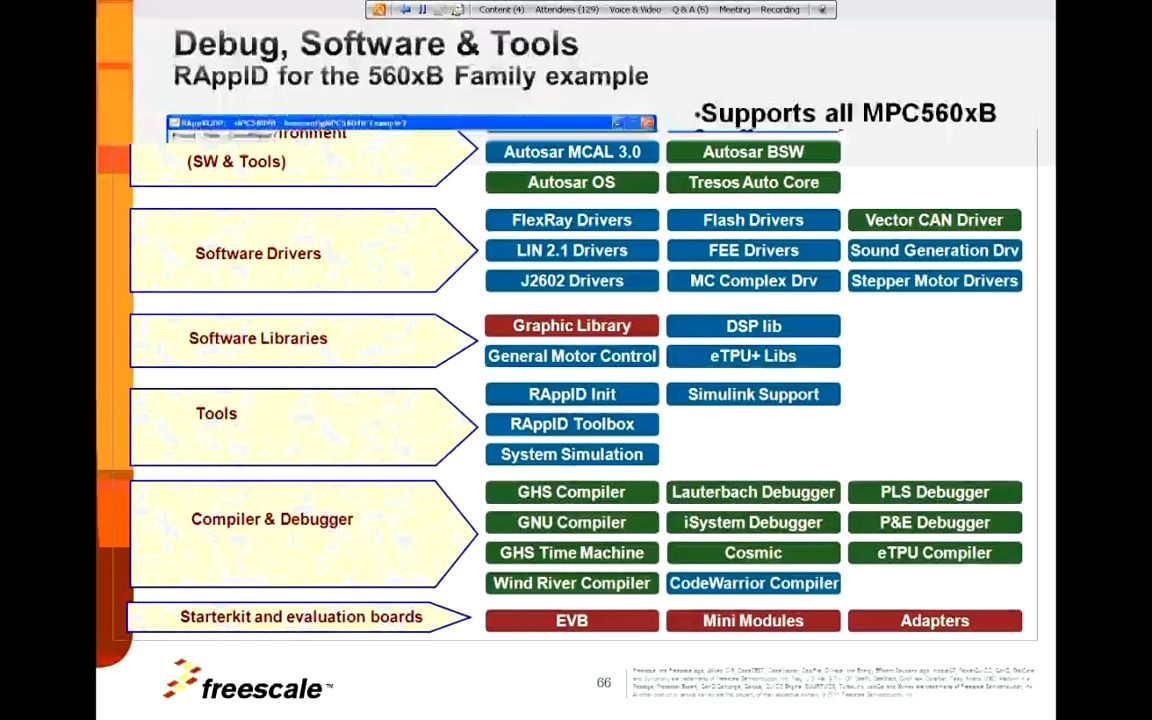 Content (4) Attendees (129) Voice & Video Q & A (5) Meeting Recording
Debug, Software & Tools
RAppID for the 560xB Family example
•Supports all MPC560xB
(SW & Tools)
Autosar MCAL 3.0 Autosar BSW
Autosar OS Tresos Auto Core
Software Drivers
FlexRay Drivers Flash Drivers Vector CAN Driver
LIN 2.1 Drivers FEE Drivers Sound Generation Drv
J2602 Drivers MC Complex Drv Stepper Motor Drivers
Software Libraries
Graphic Library DSP lib
General Motor Control eTPU+ Libs
Tools
RAppID Init Simulink Support
RAppID Toolbox
System Simulation
Compiler & Debugger
GHS Compiler Lauterbach Debugger PLS Debugger
GNU Compiler iSystem Debugger P&E Debugger
GHS Time Machine Cosmic eTPU Compiler
Wind River Compiler CodeWarrior Compiler
Starterkit and evaluation boards
EVB Mini Modules Adapters
freescale™
66